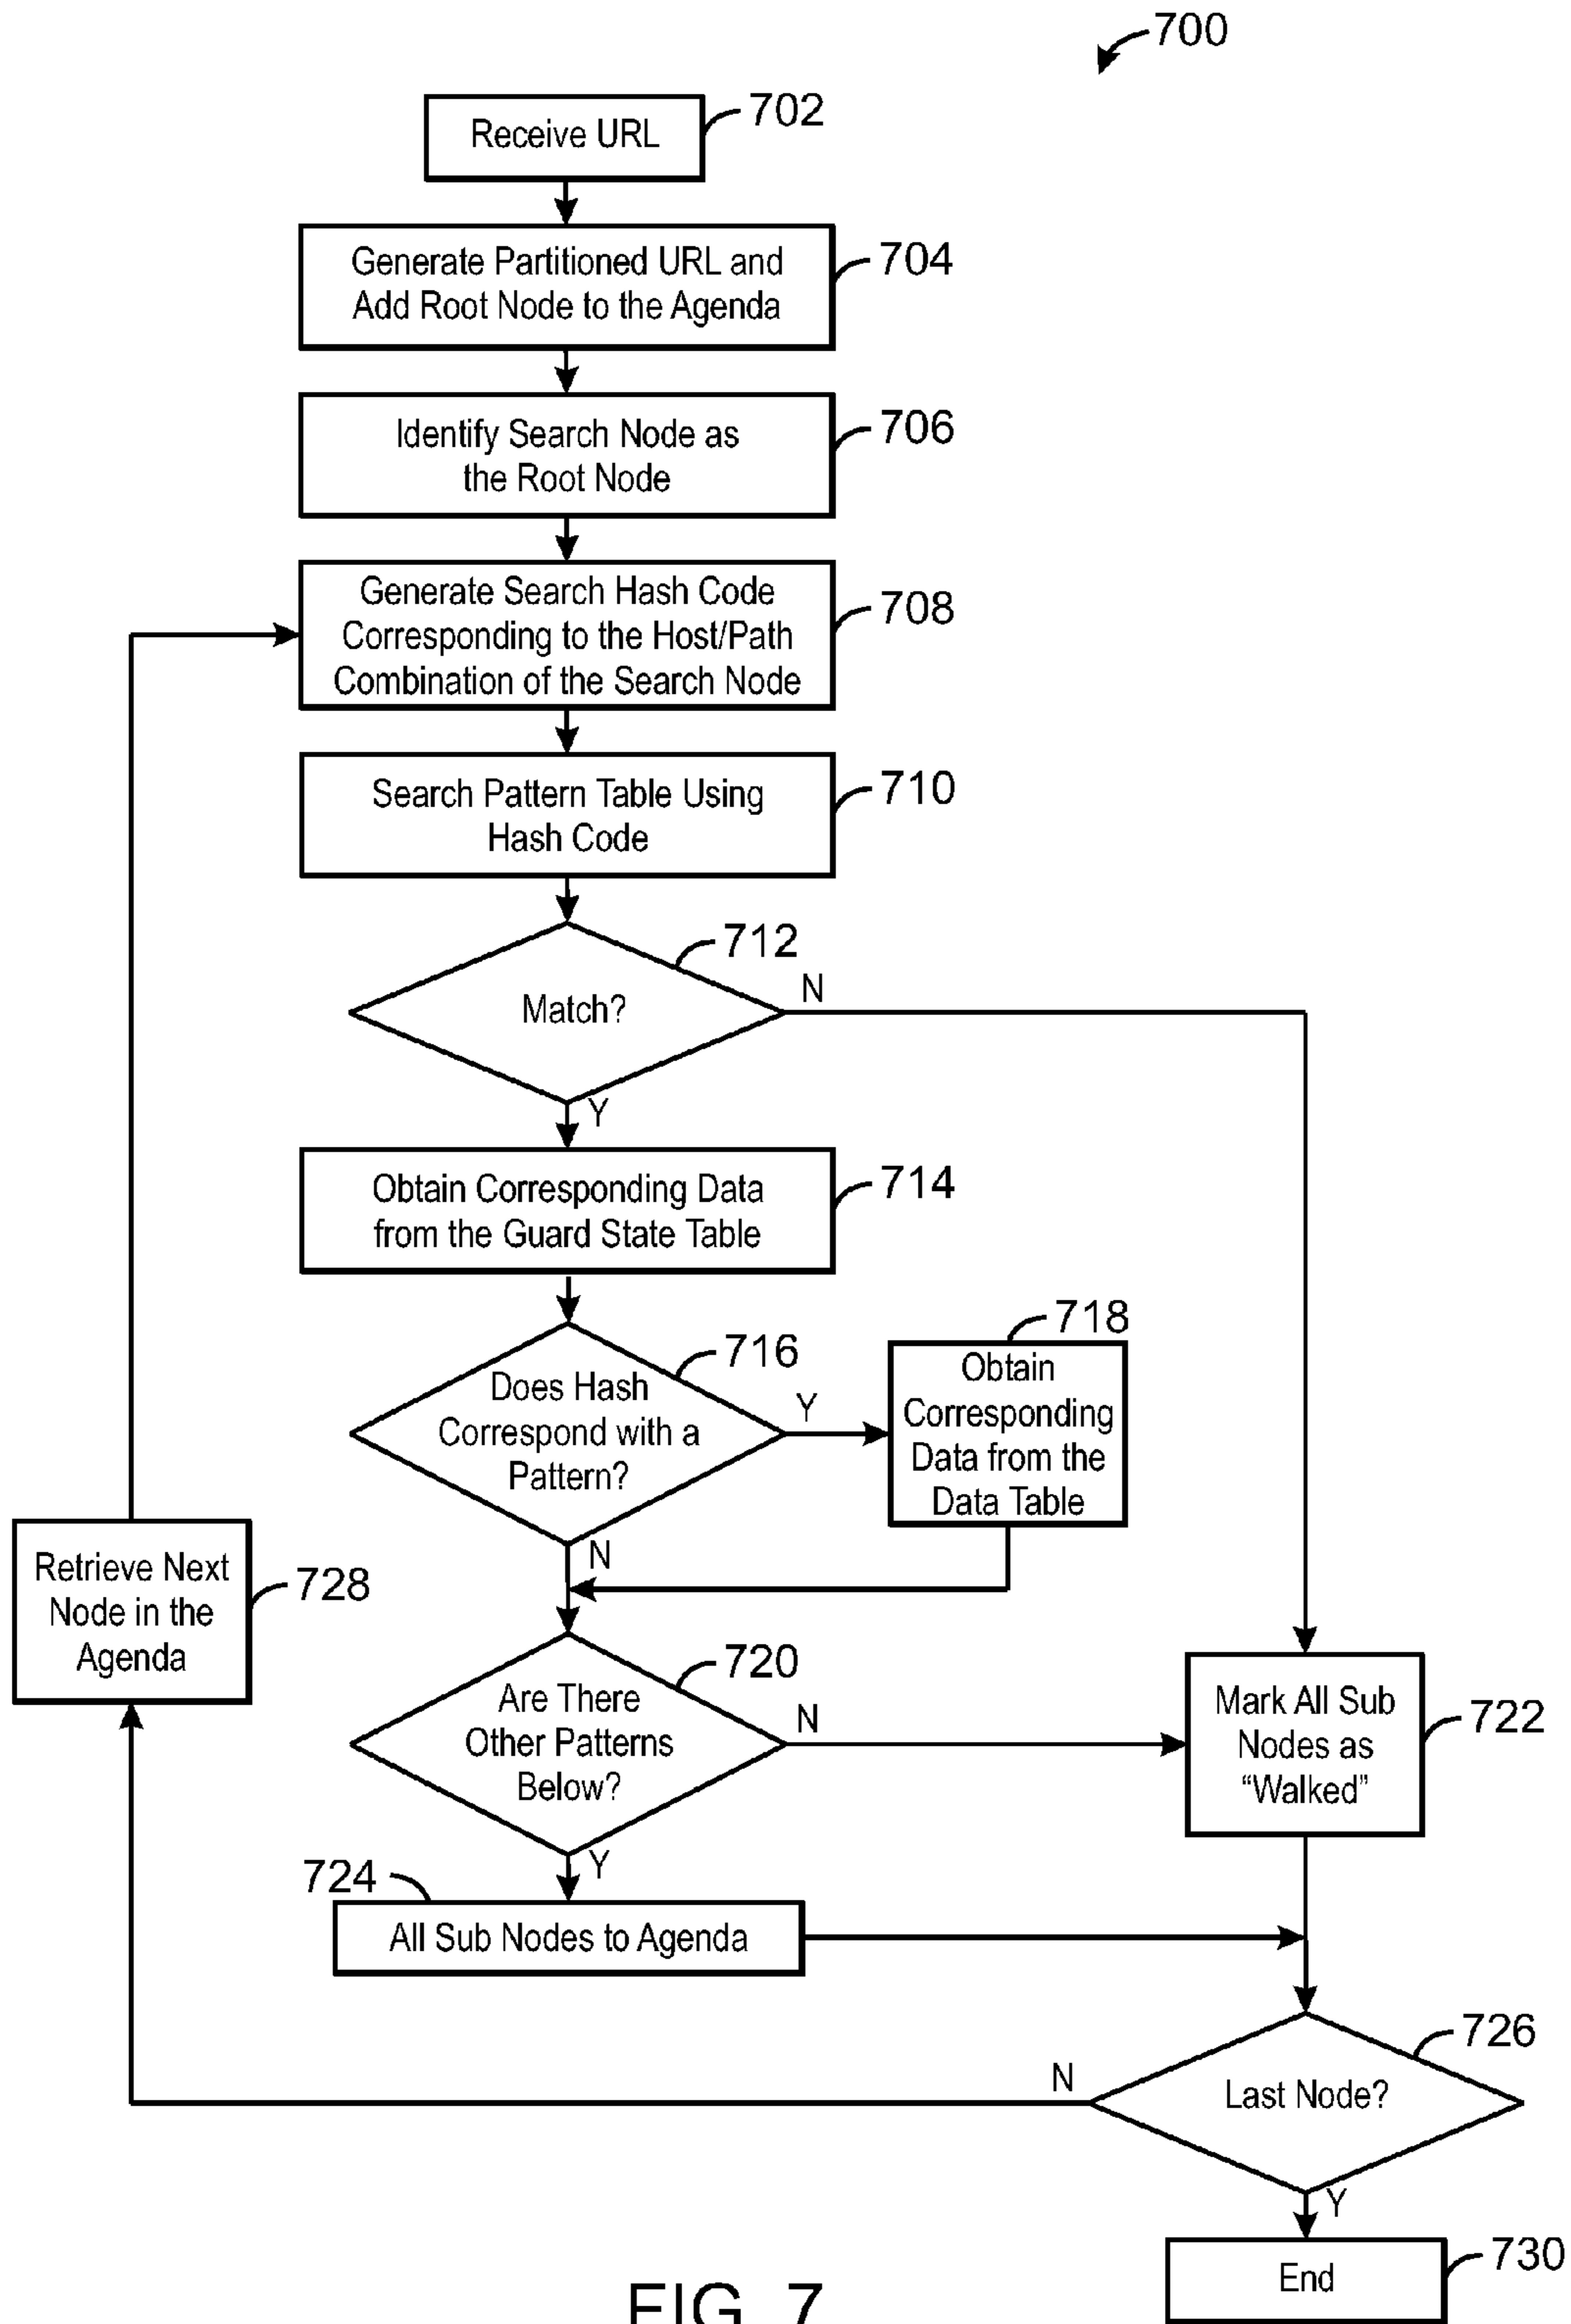 700
Receive URL
702
Generate Partitioned URL and
Add Root Node to the Agenda
704
Identify Search Node as
the Root Node
706
Generate Search Hash Code
Corresponding to the Host/Path
Combination of the Search Node
708
Search Pattern Table Using
Hash Code
710
712
Match?
N
Y
Obtain Corresponding Data
from the Guard State Table
714
716
Does Hash
Correspond with a
Pattern?
Y
N
718
Obtain
Corresponding
Data from the
Data Table
Retrieve Next
Node in the
Agenda
728
720
Are There
Other Patterns
Below?
N
Y
Mark All Sub
Nodes as
“Walked”
722
724
All Sub Nodes to Agenda
726
Last Node?
N
Y
End
730
FIG. 7